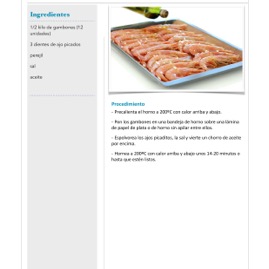 Ingredientes
1/2 kilo de gambones (12
unidades)
3 dientes de ajo picados
perejil
sal
aceite
Procedimiento
- Precalienta el horno a 200ºC con calor arriba y abajo.
- Pon los gambones en una bandeja de horno sobre una lámina
de papel de plata o de horno sin apilar entre ellos.
- Espolvorea los ajos picaditos, la sal y vierte un chorro de aceite
por encima.
- Hornea a 200ºC con calor arriba y abajo unos 14-20 minutos o
hasta que estén listos.